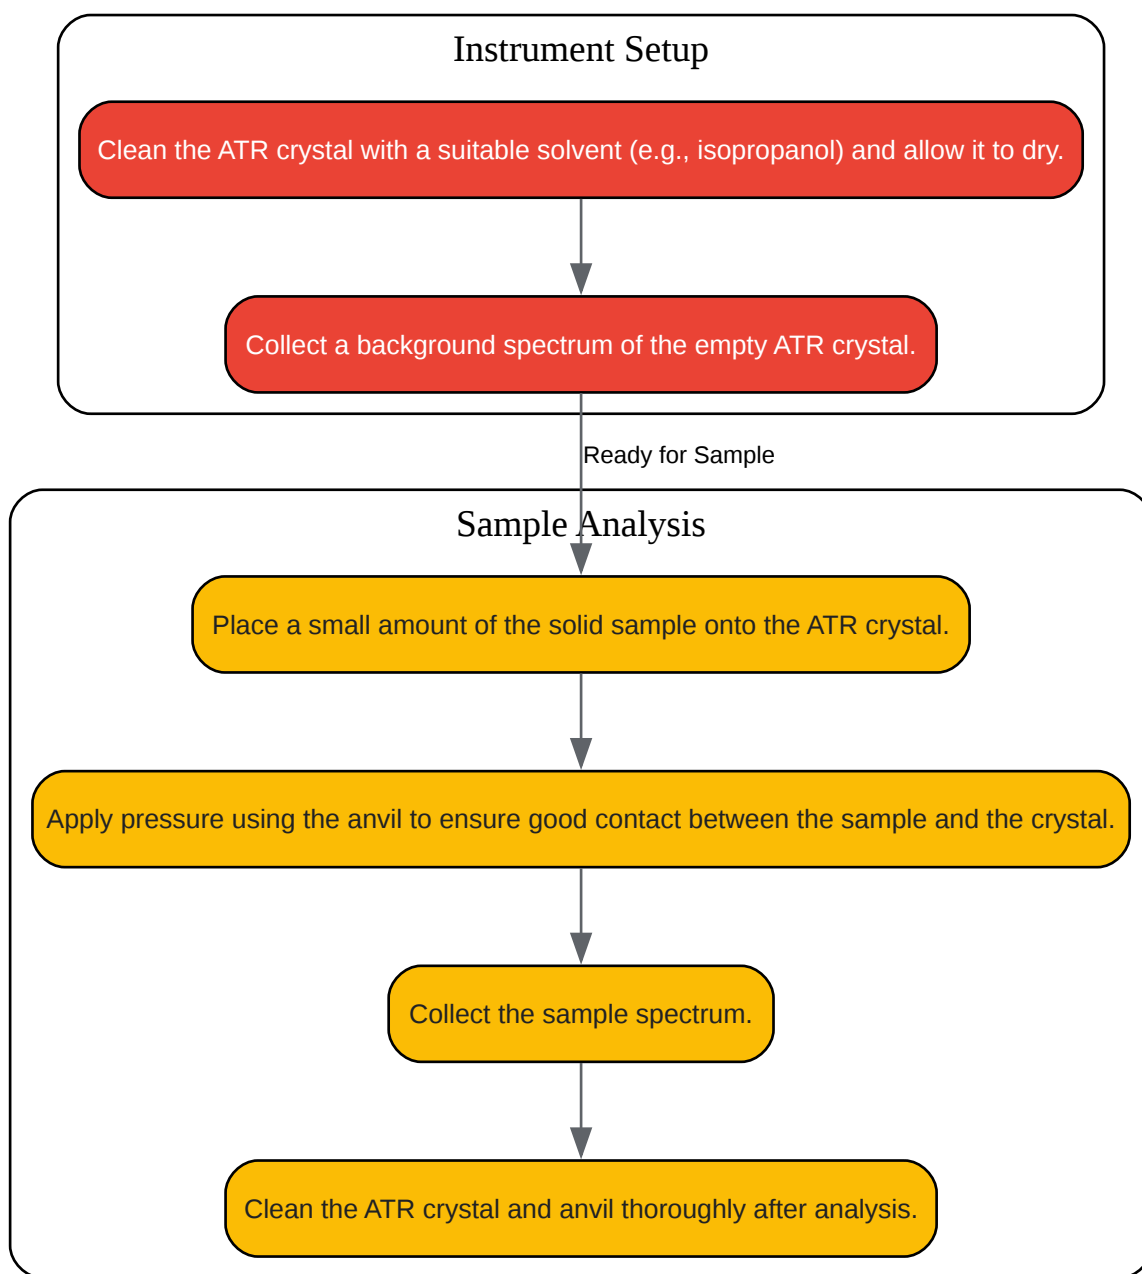 Instrument Setup
Clean the ATR crystal with a suitable solvent (e.g., isopropanol) and allow it to dry.
Collect a background spectrum of the empty ATR crystal.
Ready for Sample
Sample Analysis
Place a small amount of the solid sample onto the ATR crystal.
Apply pressure using the anvil to ensure good contact between the sample and the crystal.
Collect the sample spectrum.
Clean the ATR crystal and anvil thoroughly after analysis.